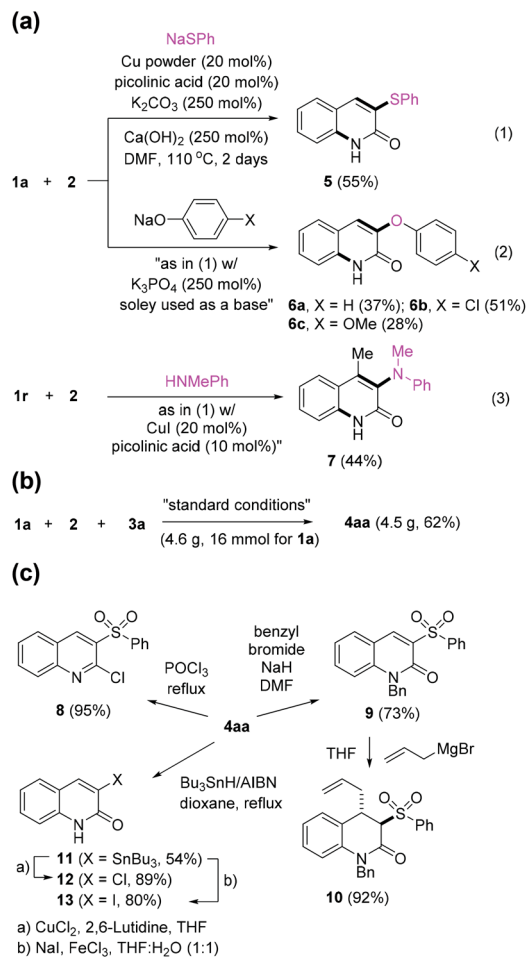 (a)
NaSPh
Cu powder (20 mol%)
picolinic acid (20 mol%)
K2CO3 (250 mol%)
Ca(OH)2 (250 mol%)
DMF, 110 °C, 2 days
1a + 2
SPh
N
H
O
(1)
5 (55%)
NaO
X
"as in (1) w/
K3PO4 (250 mol%)
soley used as a base"
O
N
H
O
X
(2)
6a, X = H (37%); 6b, X = Cl (51%)
6c, X = OMe (28%)
1r + 2
HNMePh
as in (1) w/
CuI (20 mol%)
picolinic acid (10 mol%)"
Me
Me
N
Ph
N
H
O
(3)
7 (44%)
(b)
1a + 2 + 3a
"standard conditions"
(4.6 g, 16 mmol for 1a)
4aa (4.5 g, 62%)
(c)
O O
S
Ph
N
Cl
8 (95%)
POCl3
reflux
benzyl
bromide
NaH
DMF
O O
S
Ph
N
O
Bn
9 (73%)
4aa
X
N
H
O
Bu3SnH/AIBN
dioxane, reflux
THF
MgBr
O O
S
Ph
N
O
Bn
10 (92%)
11 (X = SnBu3, 54%)
a)
12 (X = Cl, 89%)
b)
13 (X = I, 80%)
a) CuCl2, 2,6-Lutidine, THF
b) NaI, FeCl3, THF:H2O (1:1)